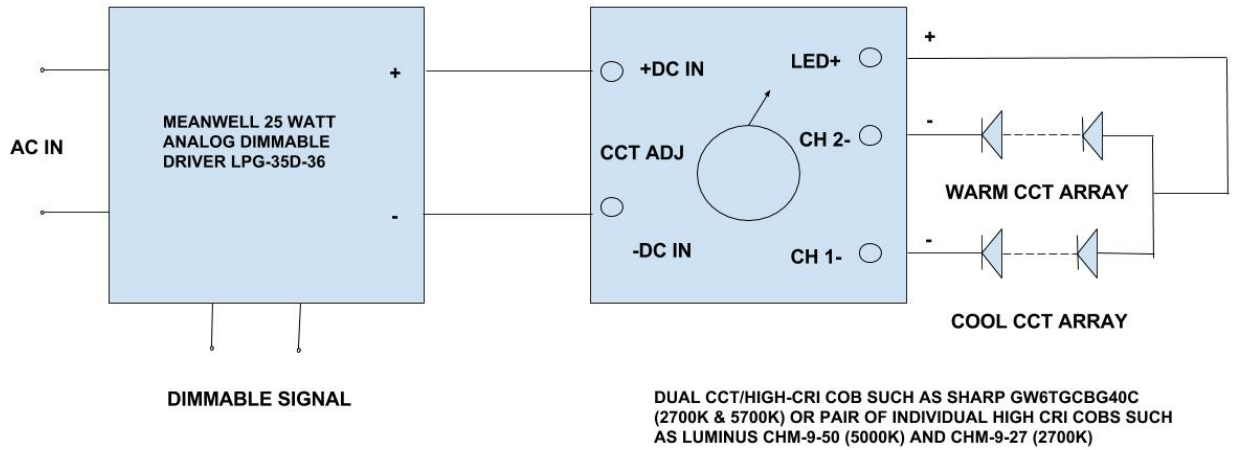 AC IN
MEANWELL 25 WATT
ANALOG DIMMABLE
DRIVER LPG-35D-36
+
-
DIMMABLE SIGNAL
+DC IN
CCT ADJ
-DC IN
LED+
CH 2-
CH 1-
+
-
WARM CCT ARRAY
-
COOL CCT ARRAY
DUAL CCT/HIGH-CRI COB SUCH AS SHARP GW6TGCBG40C
(2700K & 5700K) OR PAIR OF INDIVIDUAL HIGH CRI COBS SUCH
AS LUMINUS CHM-9-50 (5000K) AND CHM-9-27 (2700K)